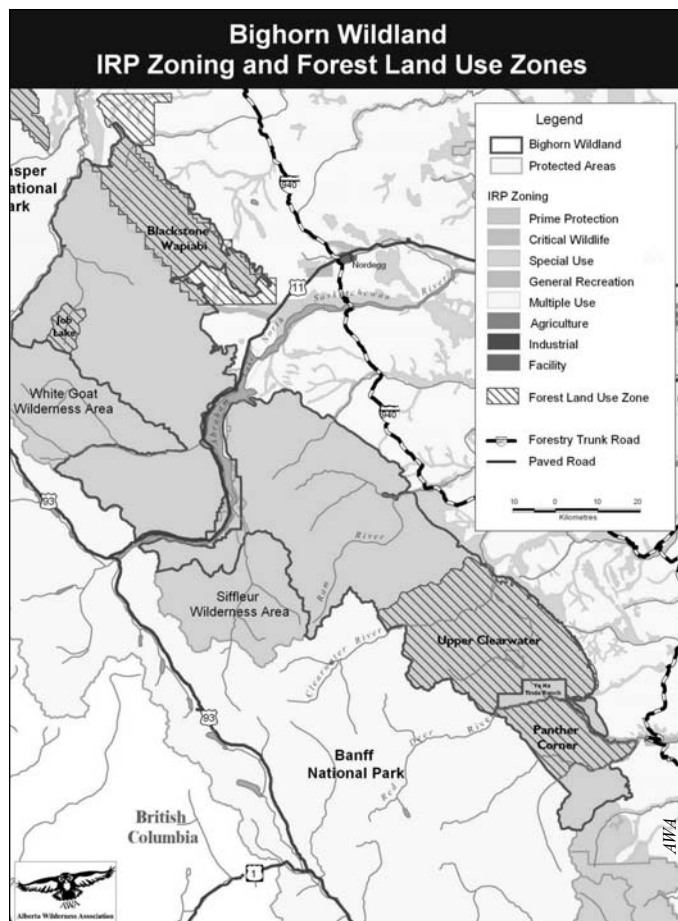 Bighorn Wildland
IRP Zoning and Forest Land Use Zones
Legend
Bighorn Wildland
Protected Areas
IRP Zoning
Prime Protection
Critical Wildlife
Special Use
General Recreation
Multiple Use
Agriculture
Industrial
Facility
Forest Land Use Zone
Forestry Trunk Road
Paved Road
10 0 10 20
Kilometres
asper
ational
ark
940
Blackstone
Wapiabi
Nordegg
11
North Saskatchewan River
Job
Lake
White Goat
Wilderness Area
Abraham
940
93
Siffleur
Wilderness Area
Ram River
Clearwater River
Upper Clearwater
Ya Ha
Tinda Ranch
Panther
Corner
Red Deer River
93
Banff
National Park
British
Columbia
1
AWA
AWA
Alberta Wilderness Association